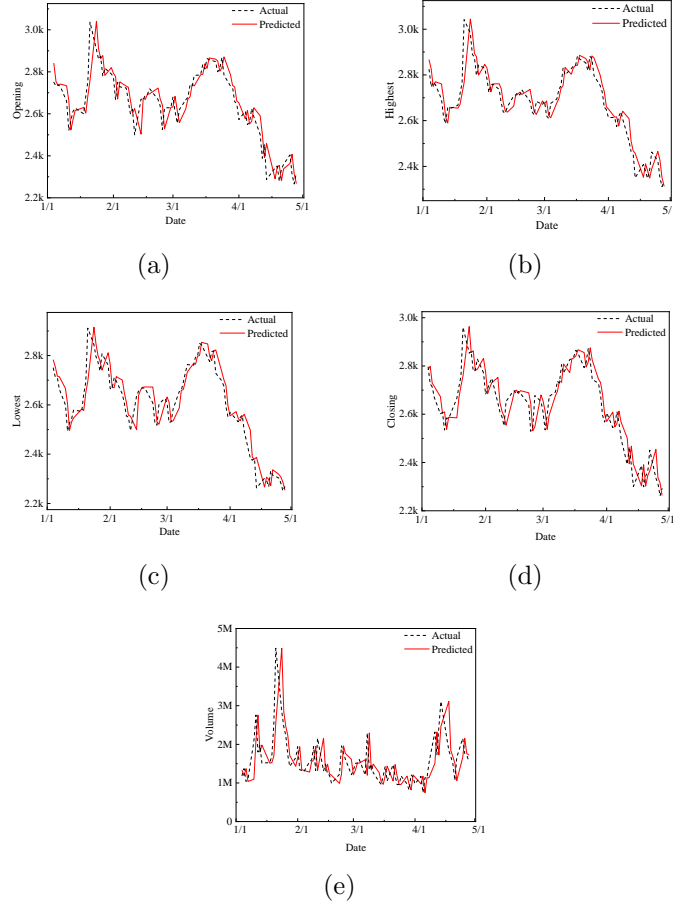 Actual
Predicted
3.0k
2.8k
2.6k
2.4k
2.2k
Opening
1/1 2/1 3/1 4/1 5/1
Date
(a)
Actual
Predicted
3.0k
2.8k
2.6k
2.4k
Highest
1/1 2/1 3/1 4/1 5/1
Date
(b)
Actual
Predicted
2.8k
2.6k
2.4k
2.2k
Lowest
1/1 2/1 3/1 4/1 5/1
Date
(c)
Actual
Predicted
3.0k
2.8k
2.6k
2.4k
2.2k
Closing
1/1 2/1 3/1 4/1 5/1
Date
(d)
Actual
Predicted
5M
4M
3M
2M
1M
0
Volume
1/1 2/1 3/1 4/1 5/1
Date
(e)